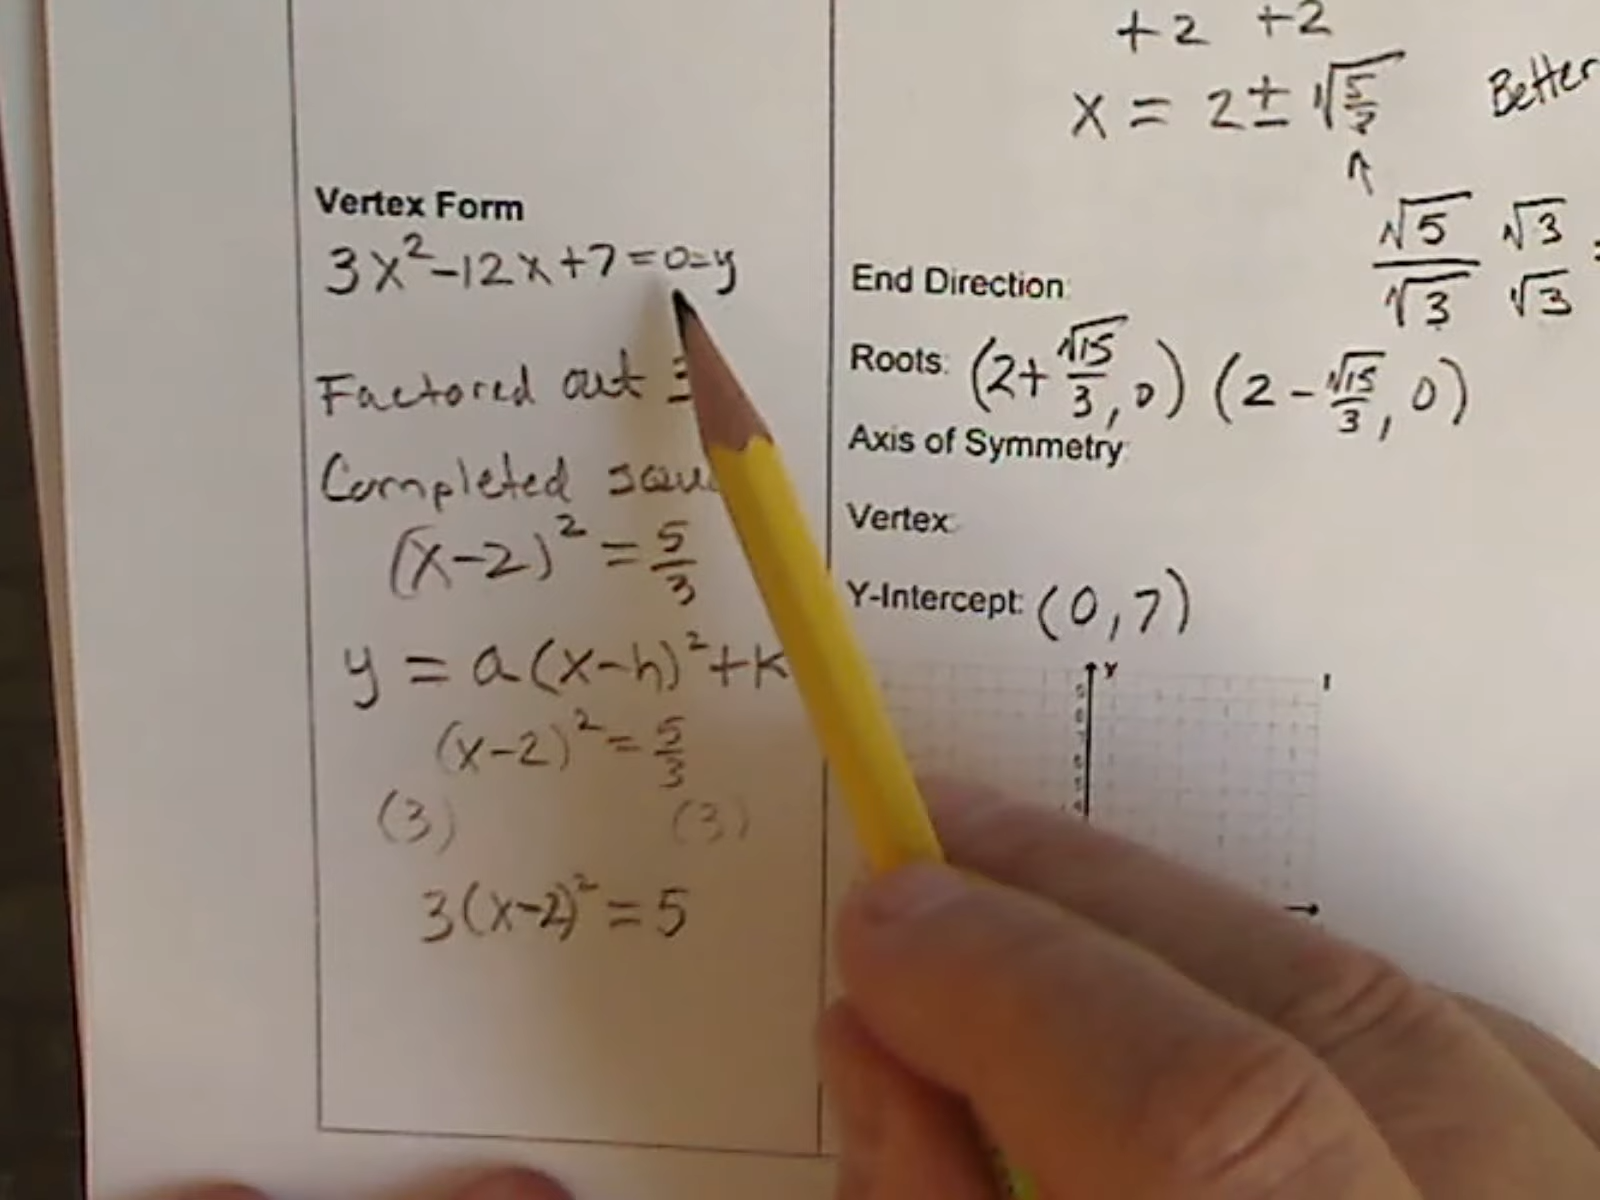 Vertex Form
3x²-12x+7=0=y
Factored out 3
Completed squ
(x-2)²=5/3
y = a(x-h)²+k
(x-2)²=5/3
(3) (3)
3(x-2)²=5
+2 +2
x = 2±√5/3
Better
↑
√5/√3 √3/√3 =
End Direction:
Roots: (2+√15/3, 0) (2-√15/3, 0)
Axis of Symmetry:
Vertex:
Y-Intercept: (0,7)
Y